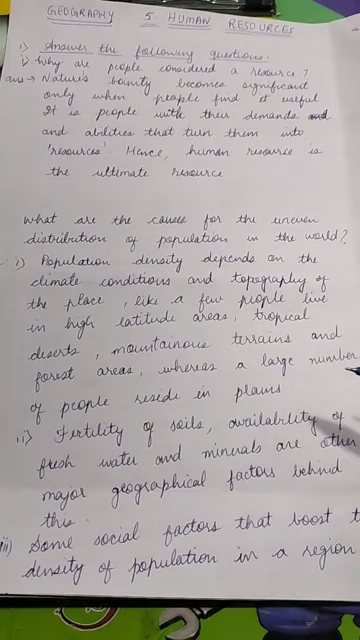 GEOGRAPHY 5. HUMAN RESOURCES
1) Answer the following questions.
i) Why are people considered a resource?
ans → Nature's bounty becomes significant
only when people find it useful
It is people with their demands and
and abilities that turn them into
'resources'. Hence, human resource is
the ultimate resource
What are the causes for the uneven
distribution of population in the world?
i) Population density depends on the
climate conditions and topography of
the place, like a few people live
in high latitude areas, tropical
deserts, mountainous terrains and
forest areas, whereas a large number
of people reside in plains
ii) Fertility of soils, availability of
fresh water and minerals are other
major geographical factors behind
this.
iii) Some social factors that boost t
density of population in a region